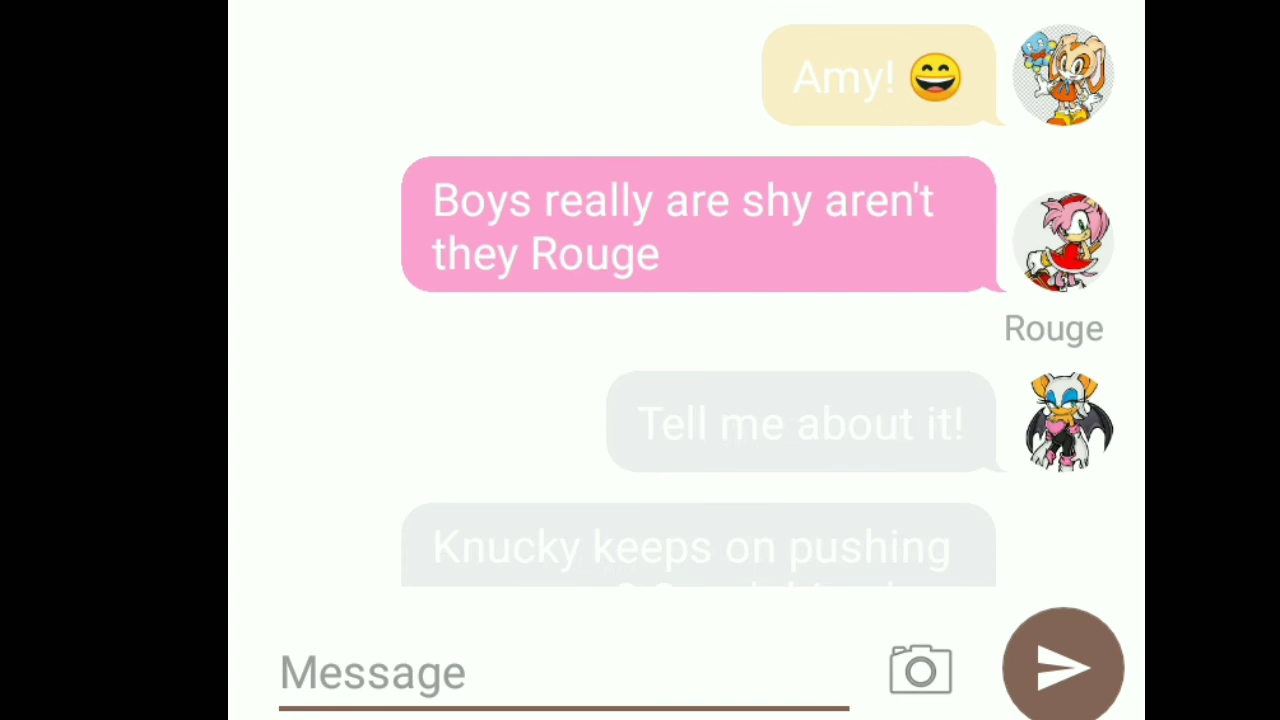 Amy! 😄
Boys really are shy aren't
they Rouge
Rouge
Tell me about it!
Knucky keeps on pushing
Message